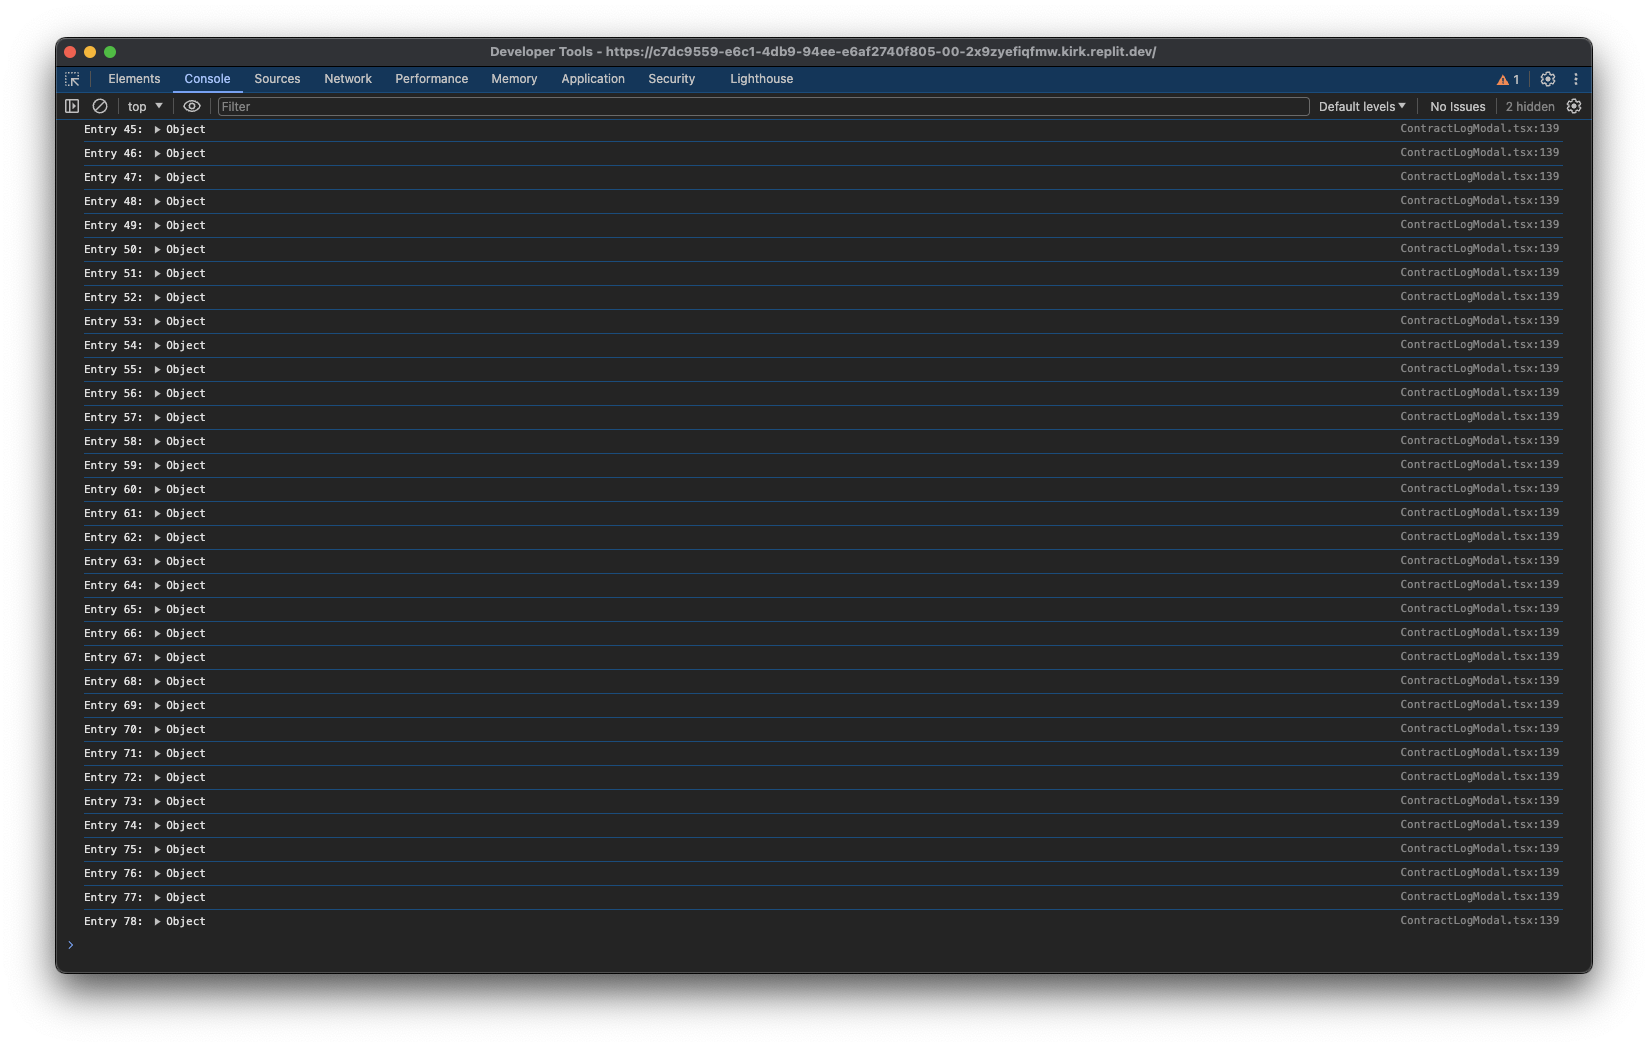 Developer Tools - https://c7dc9559-e6c1-4db9-94ee-e6af2740f805-00-2x9zyefiqfmw.kirk.replit.dev/
Elements Console Sources Network Performance Memory Application Security Lighthouse 1
top Filter Default levels No Issues 2 hidden
Entry 45: Object ContractLogModal.tsx:139
Entry 46: Object ContractLogModal.tsx:139
Entry 47: Object ContractLogModal.tsx:139
Entry 48: Object ContractLogModal.tsx:139
Entry 49: Object ContractLogModal.tsx:139
Entry 50: Object ContractLogModal.tsx:139
Entry 51: Object ContractLogModal.tsx:139
Entry 52: Object ContractLogModal.tsx:139
Entry 53: Object ContractLogModal.tsx:139
Entry 54: Object ContractLogModal.tsx:139
Entry 55: Object ContractLogModal.tsx:139
Entry 56: Object ContractLogModal.tsx:139
Entry 57: Object ContractLogModal.tsx:139
Entry 58: Object ContractLogModal.tsx:139
Entry 59: Object ContractLogModal.tsx:139
Entry 60: Object ContractLogModal.tsx:139
Entry 61: Object ContractLogModal.tsx:139
Entry 62: Object ContractLogModal.tsx:139
Entry 63: Object ContractLogModal.tsx:139
Entry 64: Object ContractLogModal.tsx:139
Entry 65: Object ContractLogModal.tsx:139
Entry 66: Object ContractLogModal.tsx:139
Entry 67: Object ContractLogModal.tsx:139
Entry 68: Object ContractLogModal.tsx:139
Entry 69: Object ContractLogModal.tsx:139
Entry 70: Object ContractLogModal.tsx:139
Entry 71: Object ContractLogModal.tsx:139
Entry 72: Object ContractLogModal.tsx:139
Entry 73: Object ContractLogModal.tsx:139
Entry 74: Object ContractLogModal.tsx:139
Entry 75: Object ContractLogModal.tsx:139
Entry 76: Object ContractLogModal.tsx:139
Entry 77: Object ContractLogModal.tsx:139
Entry 78: Object ContractLogModal.tsx:139